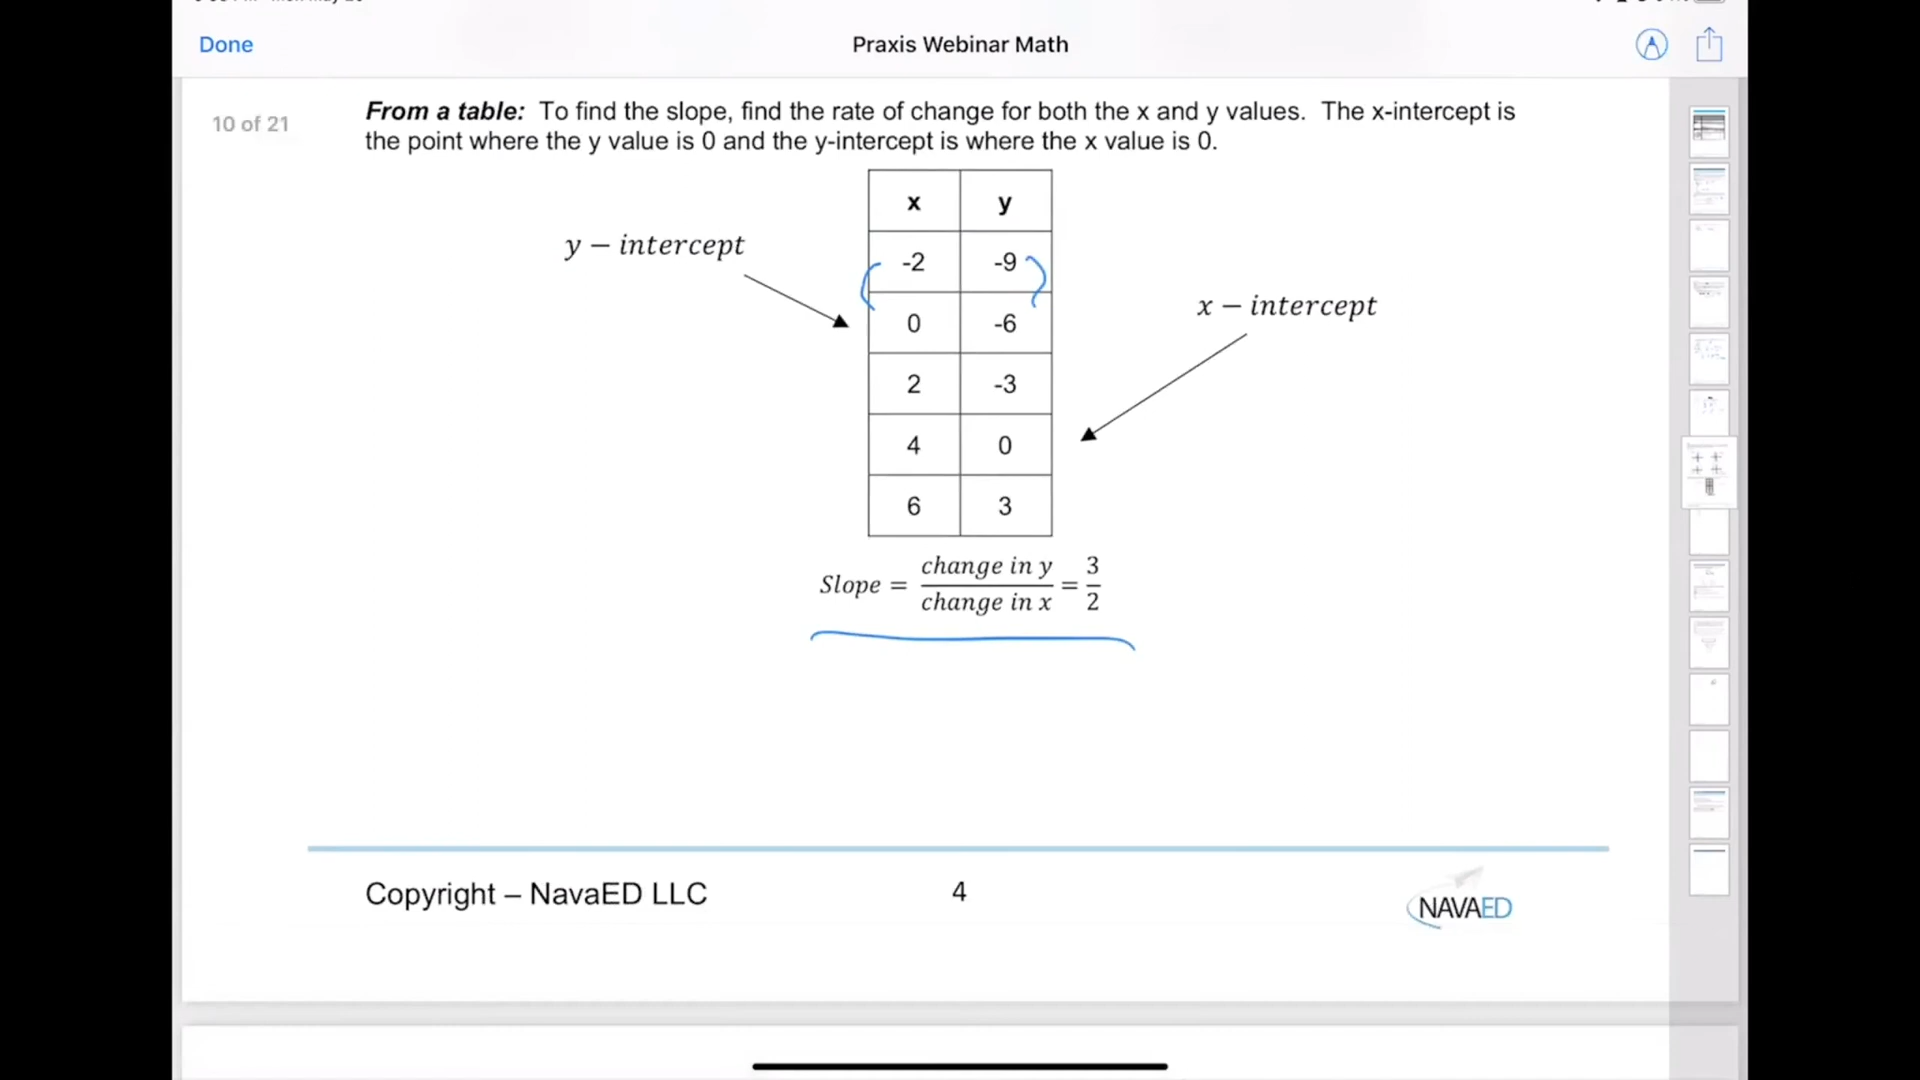 Done
Praxis Webinar Math
10 of 21
From a table: To find the slope, find the rate of change for both the x and y values. The x-intercept is
the point where the y value is 0 and the y-intercept is where the x value is 0.
x y
y − intercept
-2 -9
x − intercept
0 -6
2 -3
4 0
6 3
Slope = change in y / change in x = 3 / 2
Copyright – NavaED LLC
4
NAVAED